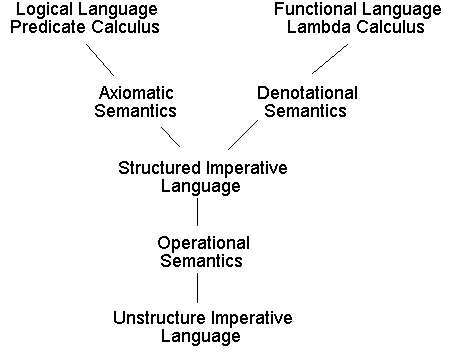 Logical Language
Predicate Calculus
Functional Language
Lambda Calculus
Axiomatic
Semantics
Denotational
Semantics
Structured Imperative
Language
Operational
Semantics
Unstructure Imperative
Language